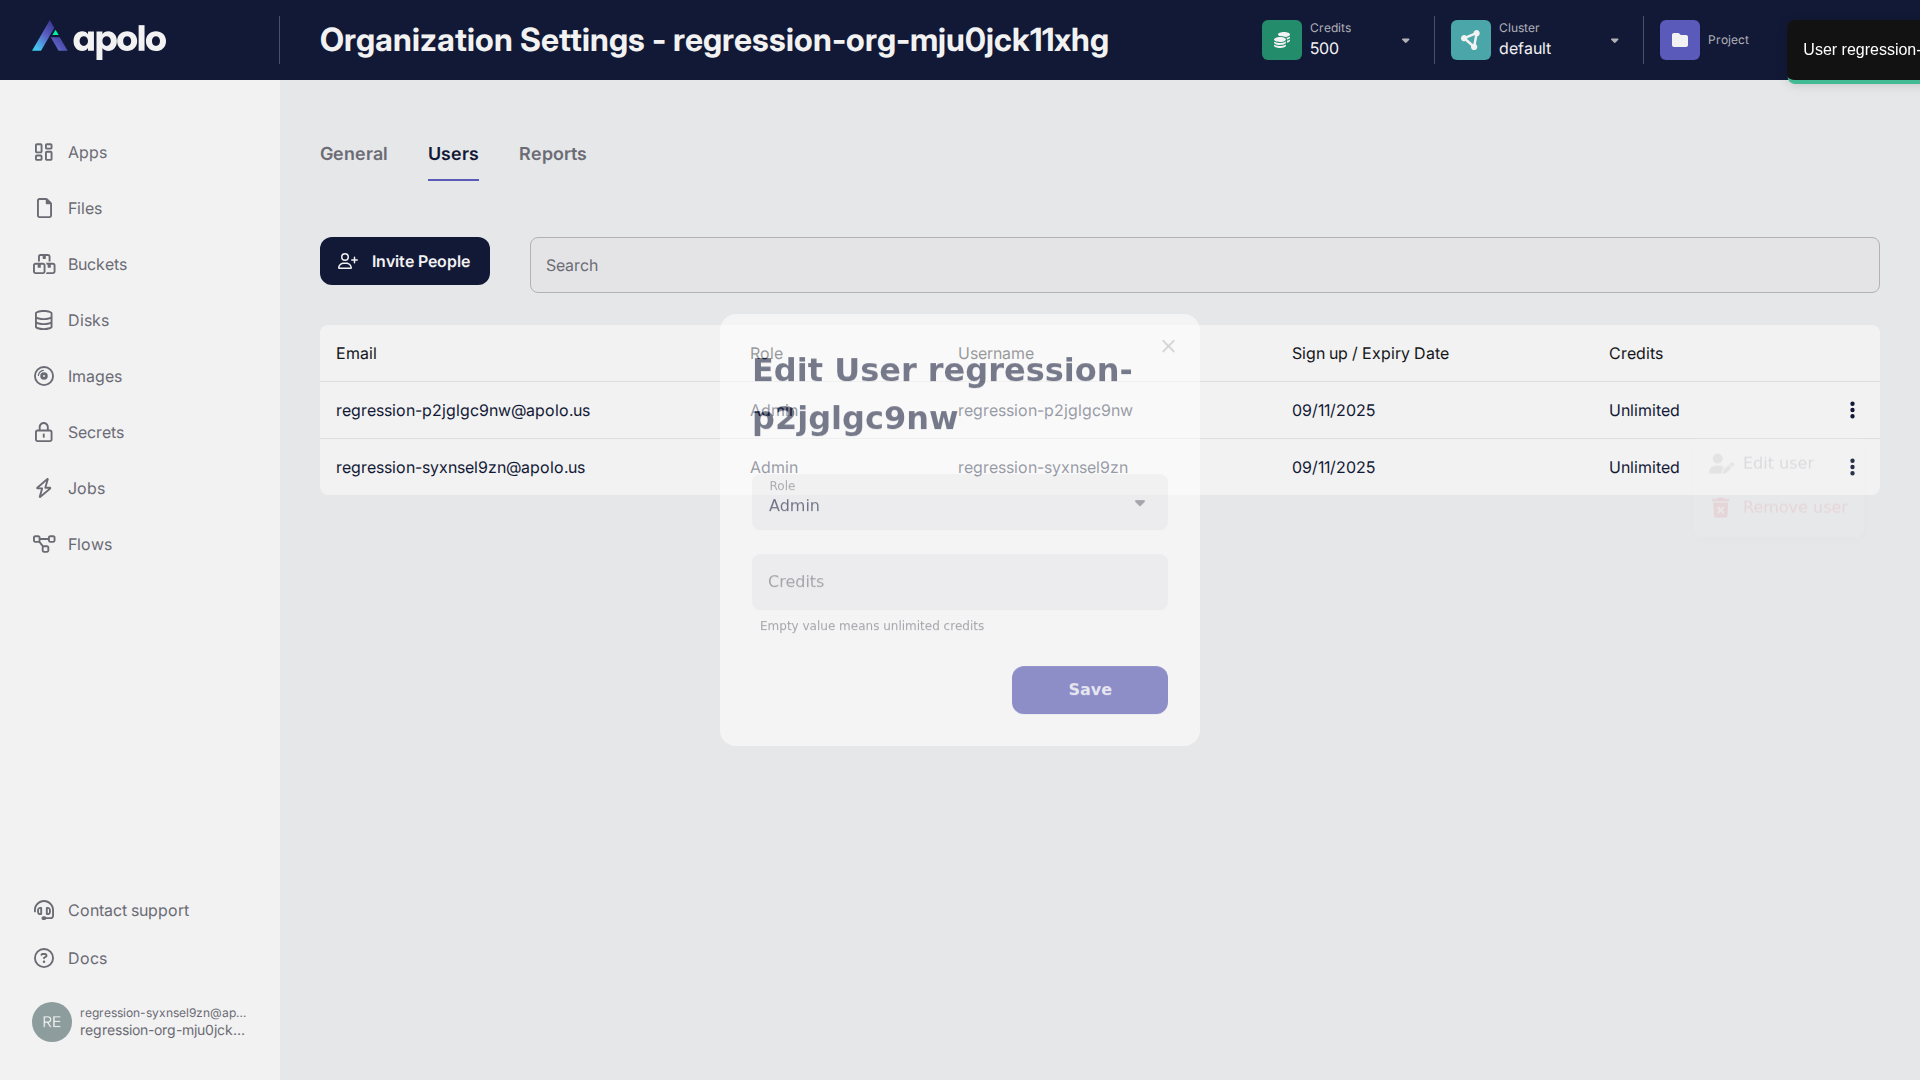 apolo
Organization Settings - regression-org-mju0jck11xhg
Credits
500
Cluster
default
Project
User regression-
Apps
Files
Buckets
Disks
Images
Secrets
Jobs
Flows
Contact support
Docs
RE
regression-syxnsel9zn@ap...
regression-org-mju0jck...
General
Users
Reports
Invite People
Search
Email
Role
Username
Sign up / Expiry Date
Credits
regression-p2jglgc9nw@apolo.us
Admin
regression-p2jglgc9nw
09/11/2025
Unlimited
regression-syxnsel9zn@apolo.us
Admin
regression-syxnsel9zn
09/11/2025
Unlimited
Edit user
Remove user
Edit User regression-
p2jglgc9nw
Role
Admin
Credits
Empty value means unlimited credits
Save